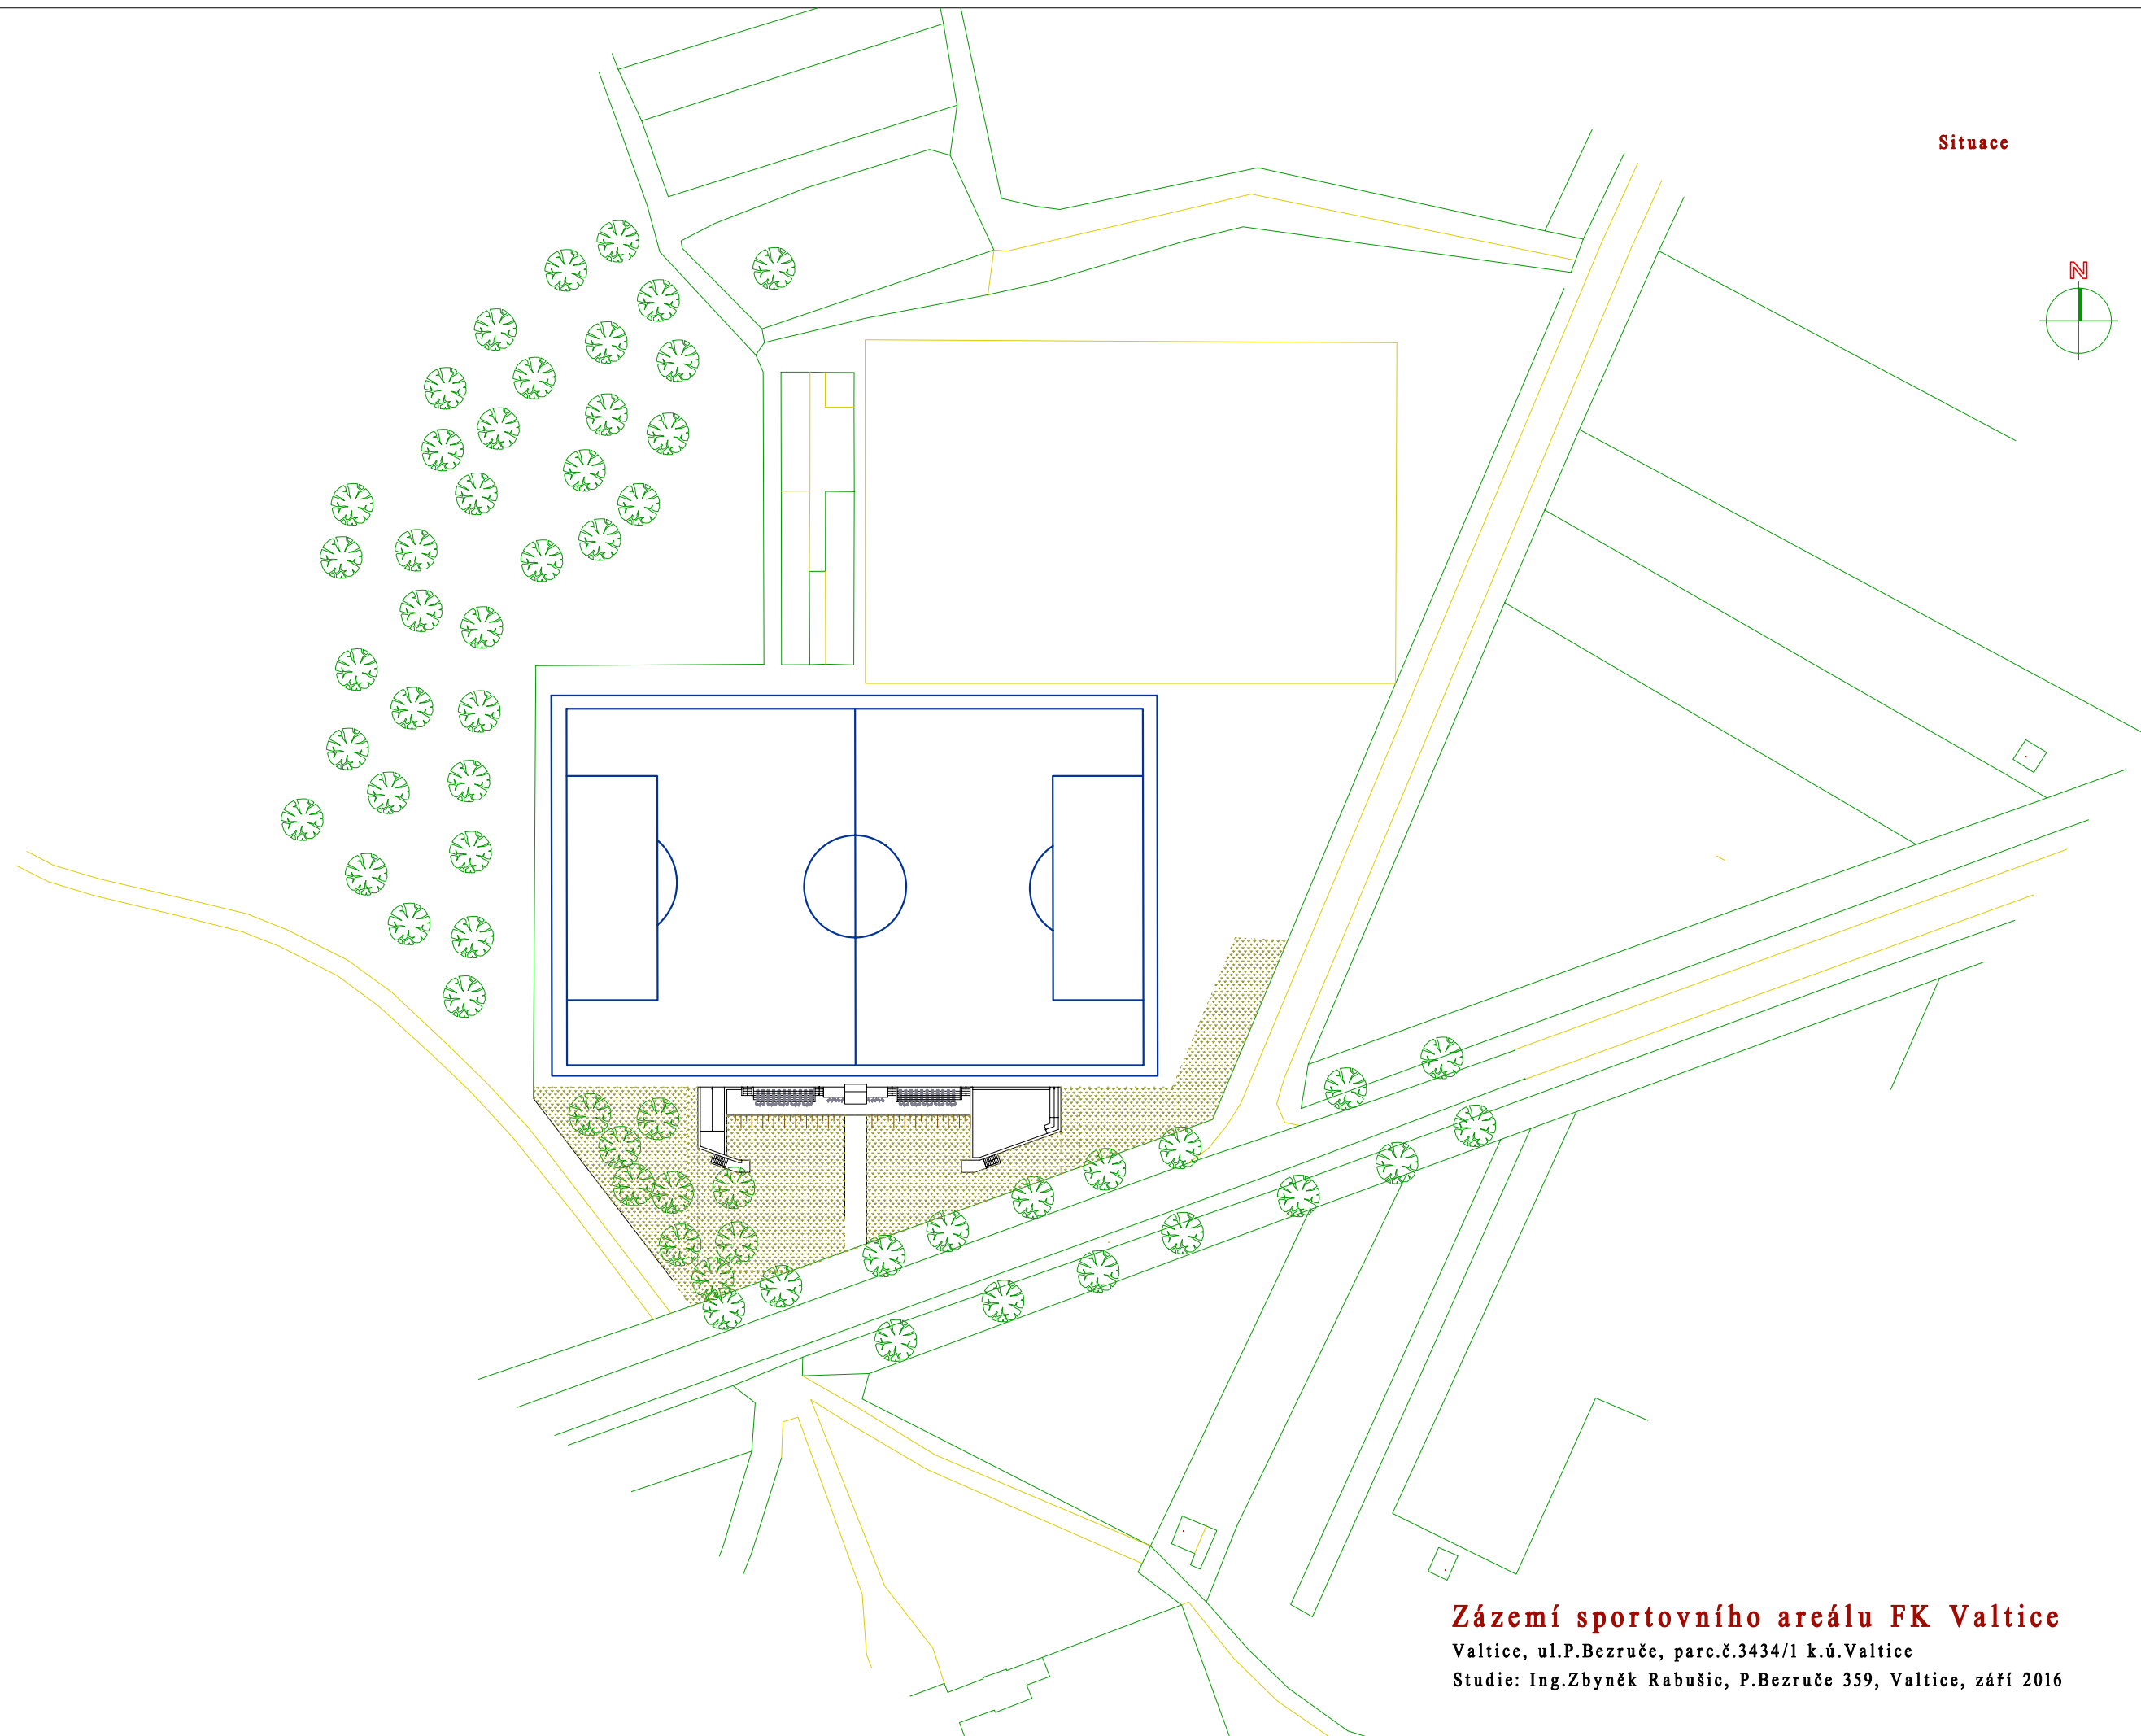 Situace
N
Zázemí sportovního areálu FK Valtice
Valtice, ul.P.Bezruče, parc.č.3434/1 k.ú.Valtice
Studie: Ing.Zbyněk Rabušic, P.Bezruče 359, Valtice, září 2016